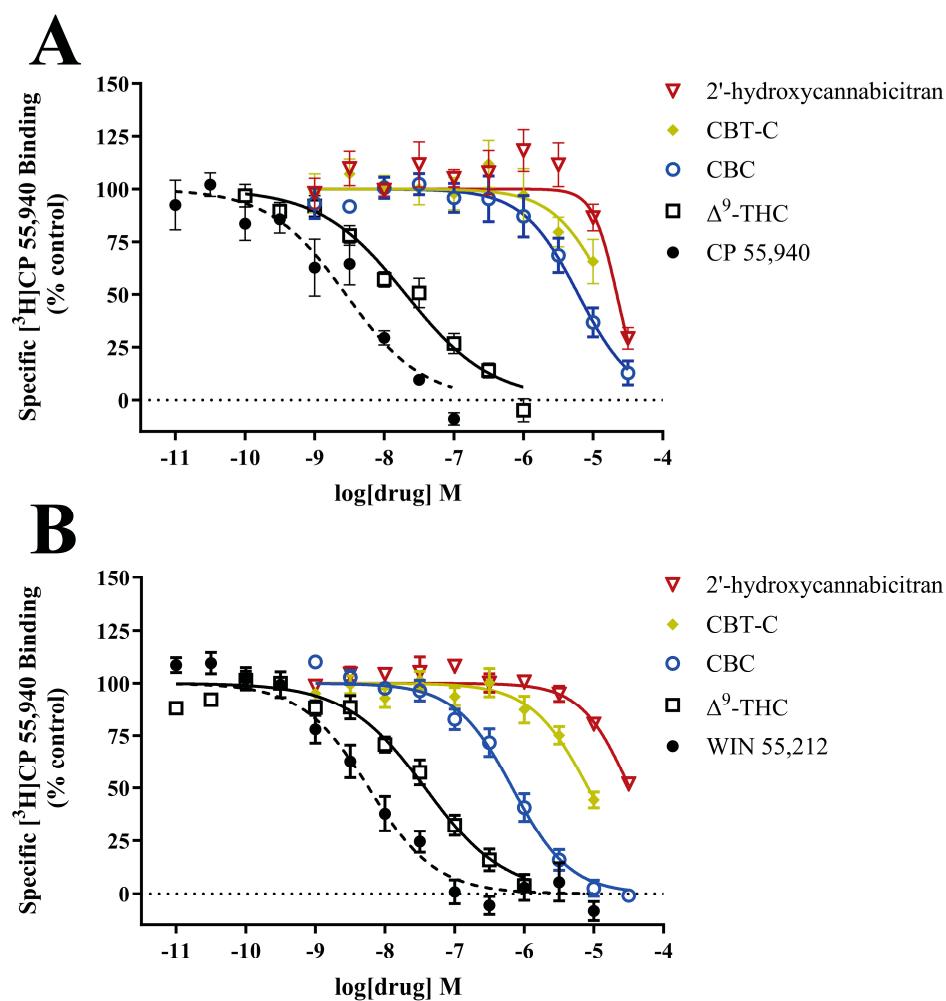 A
Specific [³H]CP 55,940 Binding
(% control)
150
125
100
75
50
25
0
-11 -10 -9 -8 -7 -6 -5 -4
log[drug] M
2'-hydroxycannabicitran
CBT-C
CBC
Δ⁹-THC
CP 55,940
B
Specific [³H]CP 55,940 Binding
(% control)
150
125
100
75
50
25
0
-11 -10 -9 -8 -7 -6 -5 -4
log[drug] M
2'-hydroxycannabicitran
CBT-C
CBC
Δ⁹-THC
WIN 55,212